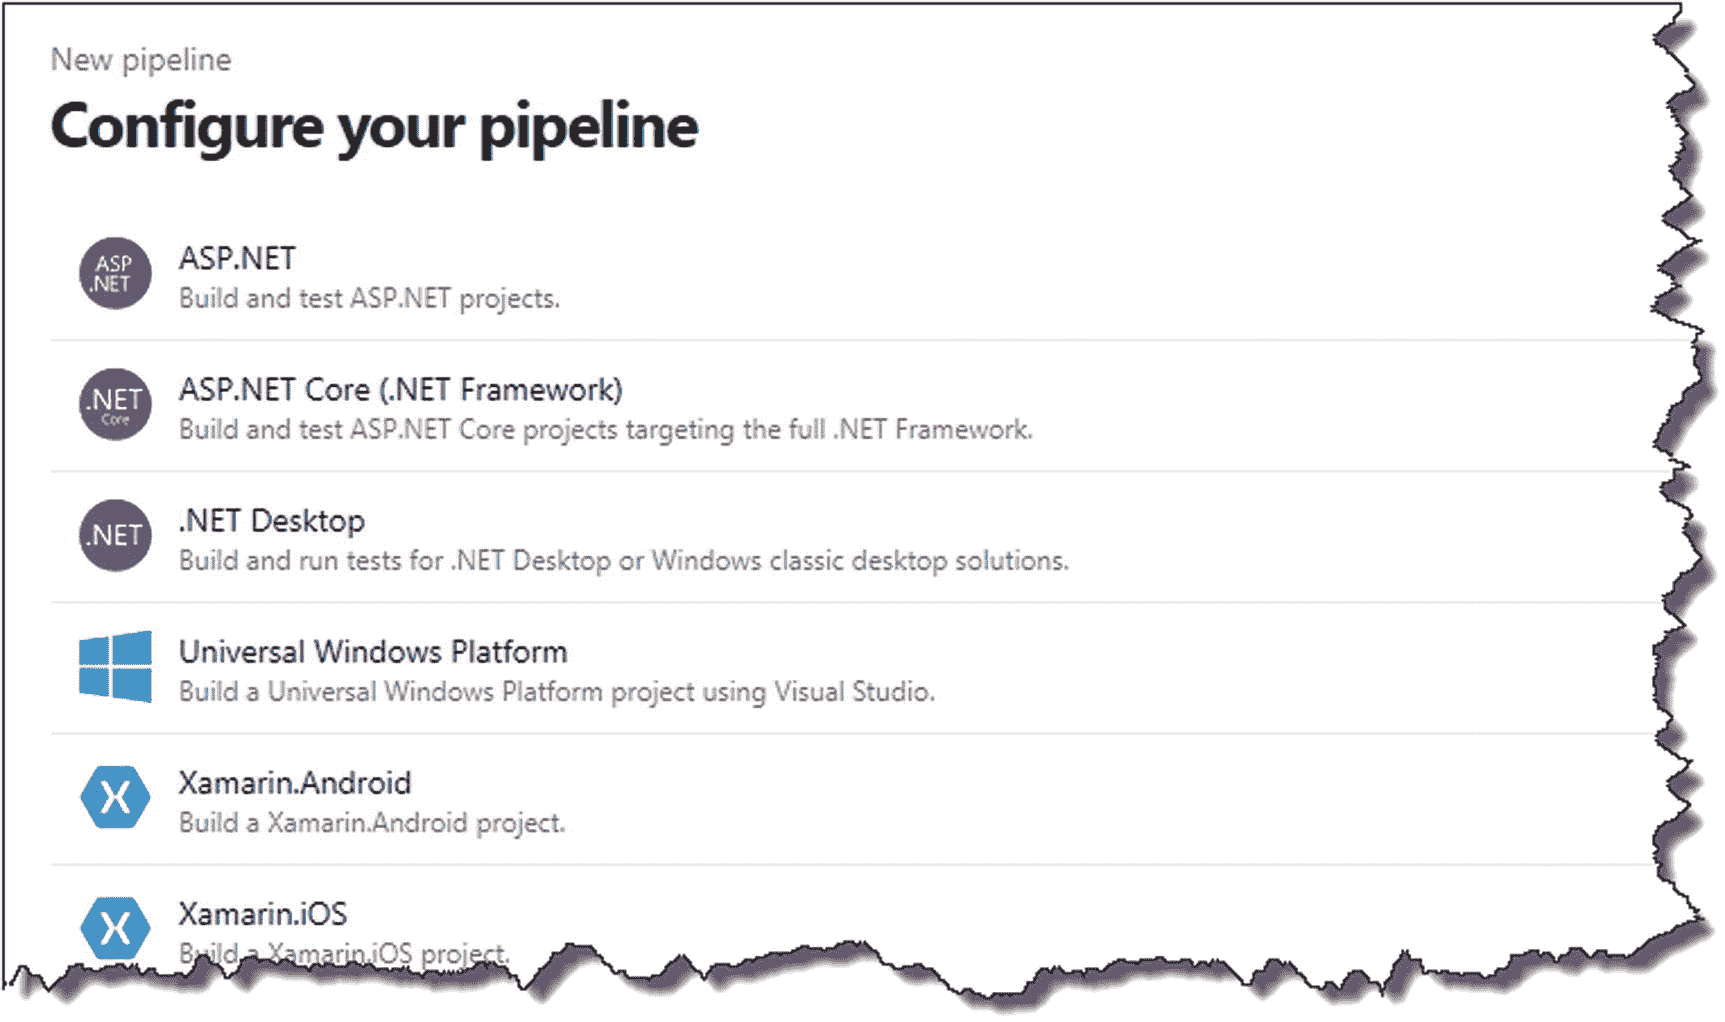 New pipeline
Configure your pipeline
ASP
.NET
ASP.NET
Build and test ASP.NET projects.
.NET
Core
ASP.NET Core (.NET Framework)
Build and test ASP.NET Core projects targeting the full .NET Framework.
.NET
.NET Desktop
Build and run tests for .NET Desktop or Windows classic desktop solutions.
Universal Windows Platform
Build a Universal Windows Platform project using Visual Studio.
X
Xamarin.Android
Build a Xamarin.Android project.
X
Xamarin.iOS
Build a Xamarin.iOS project.